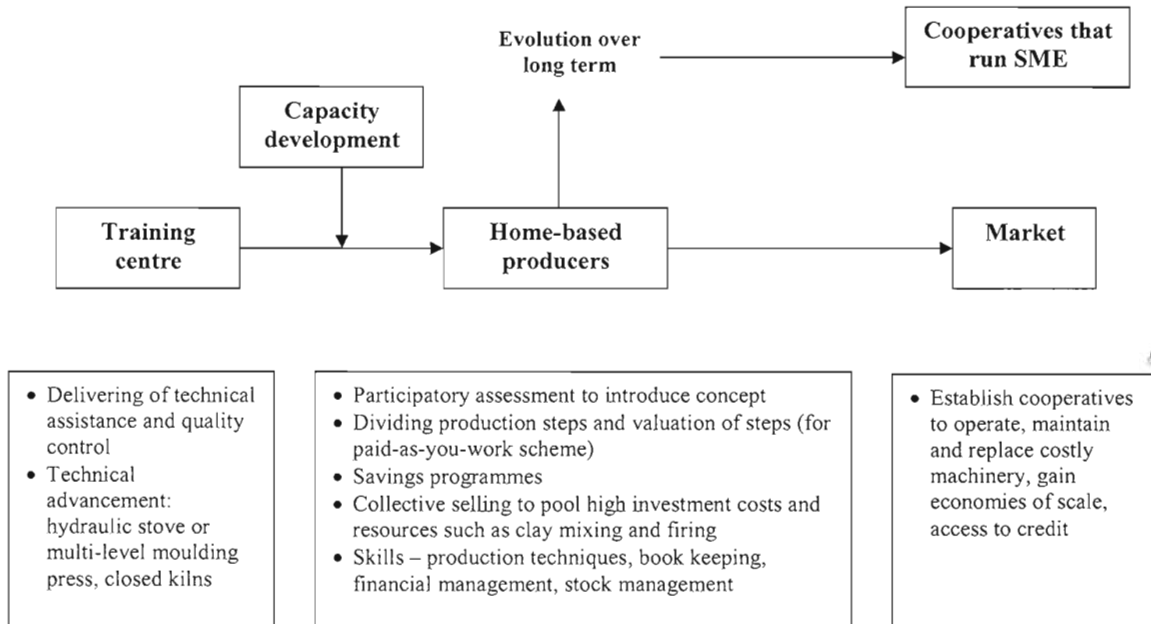 Evolution over
long term
Cooperatives that
run SME
Capacity
development
Training
centre
Home-based
producers
Market
• Delivering of technical
assistance and quality
control
• Technical
advancement:
hydraulic stove or
multi-level moulding
press, closed kilns
• Participatory assessment to introduce concept
• Dividing production steps and valuation of steps (for
paid-as-you-work scheme)
• Savings programmes
• Collective selling to pool high investment costs and
resources such as clay mixing and firing
• Skills – production techniques, book keeping,
financial management, stock management
• Establish cooperatives
to operate, maintain
and replace costly
machinery, gain
economies of scale,
access to credit